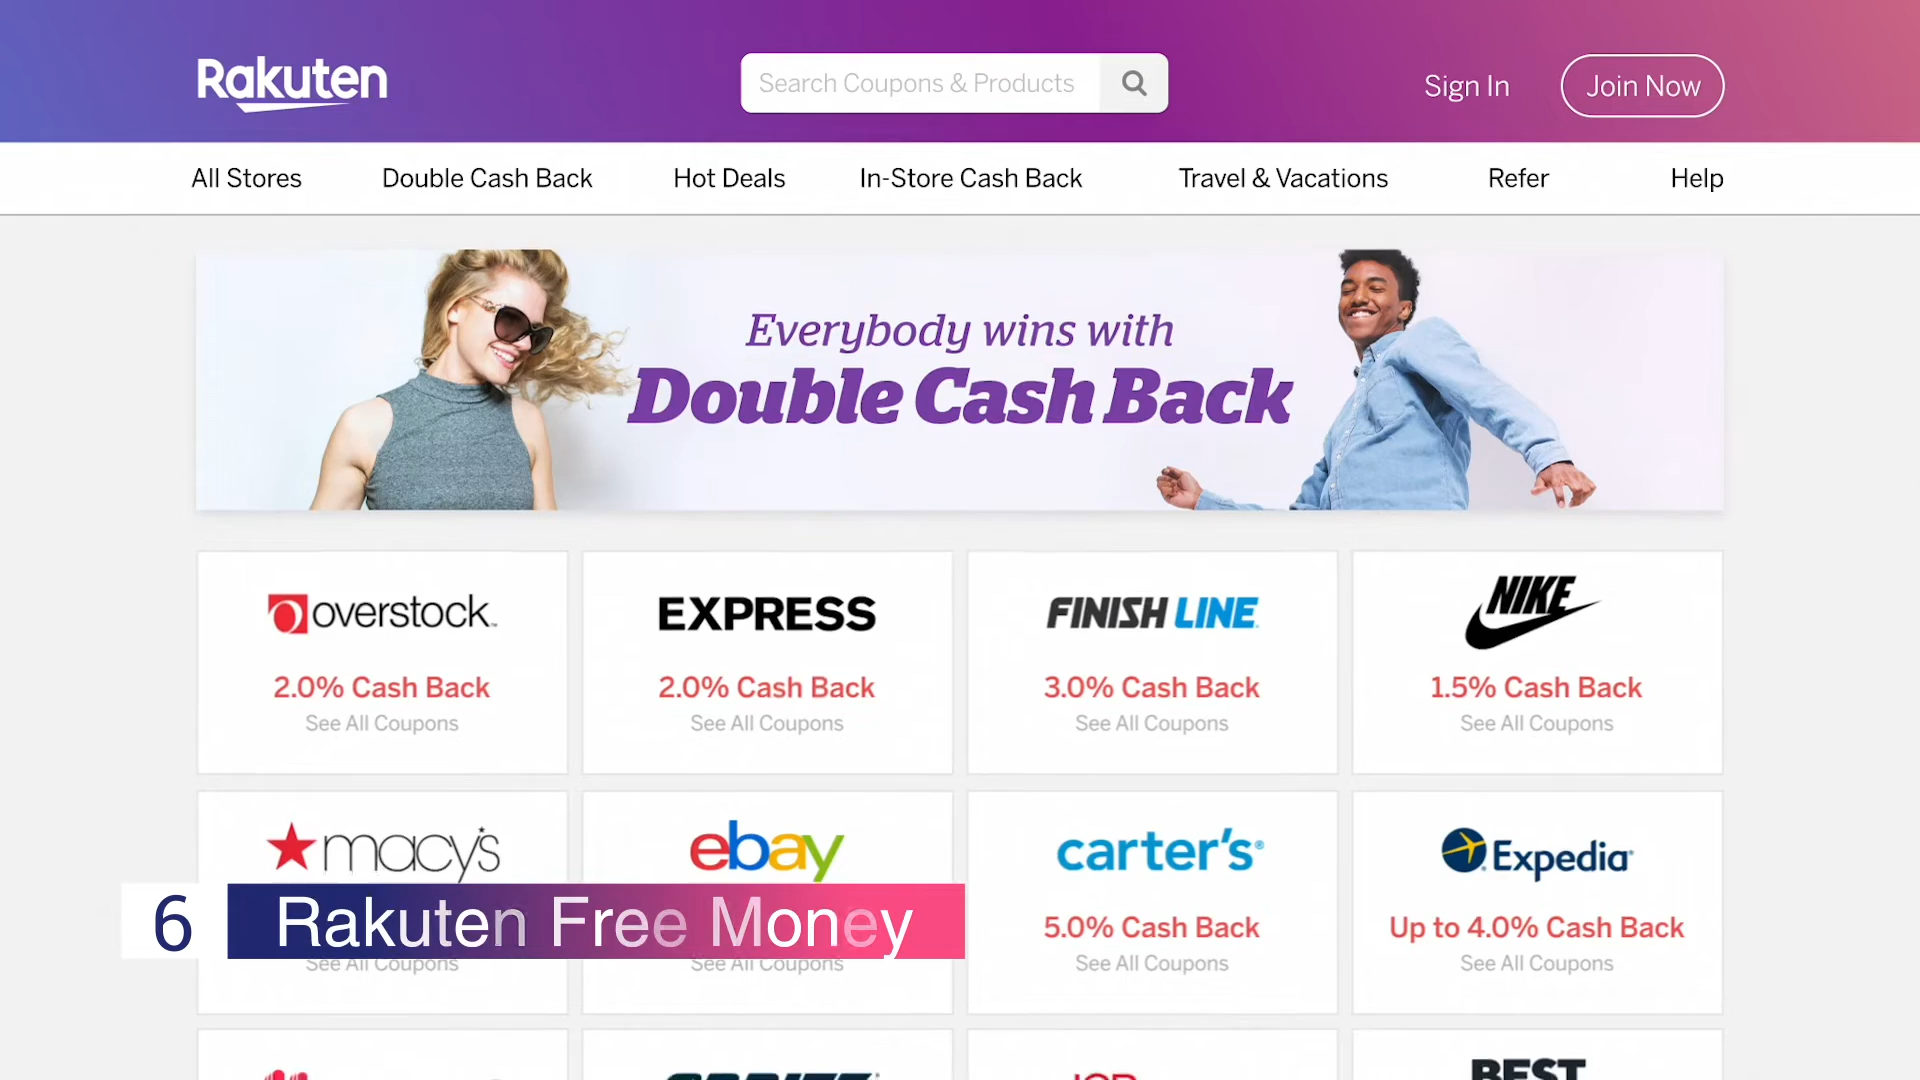 Rakuten
Search Coupons & Products
Sign In
Join Now
All Stores
Double Cash Back
Hot Deals
In-Store Cash Back
Travel & Vacations
Refer
Help
Everybody wins with
Double Cash Back
overstock™
EXPRESS
FINISH LINE
NIKE
2.0% Cash Back
2.0% Cash Back
3.0% Cash Back
1.5% Cash Back
See All Coupons
See All Coupons
See All Coupons
See All Coupons
macy's
ebay
carter's®
Expedia®
6
Rakuten Free Money
5.0% Cash Back
Up to 4.0% Cash Back
See All Coupons
See All Coupons
See All Coupons
See All Coupons
BEST